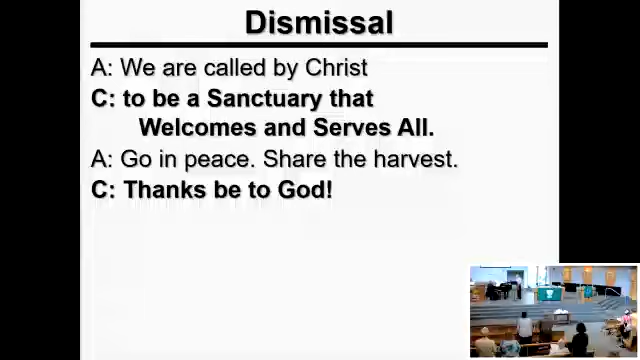 Dismissal
A: We are called by Christ
C: to be a Sanctuary that
Welcomes and Serves All.
A: Go in peace. Share the harvest.
C: Thanks be to God!